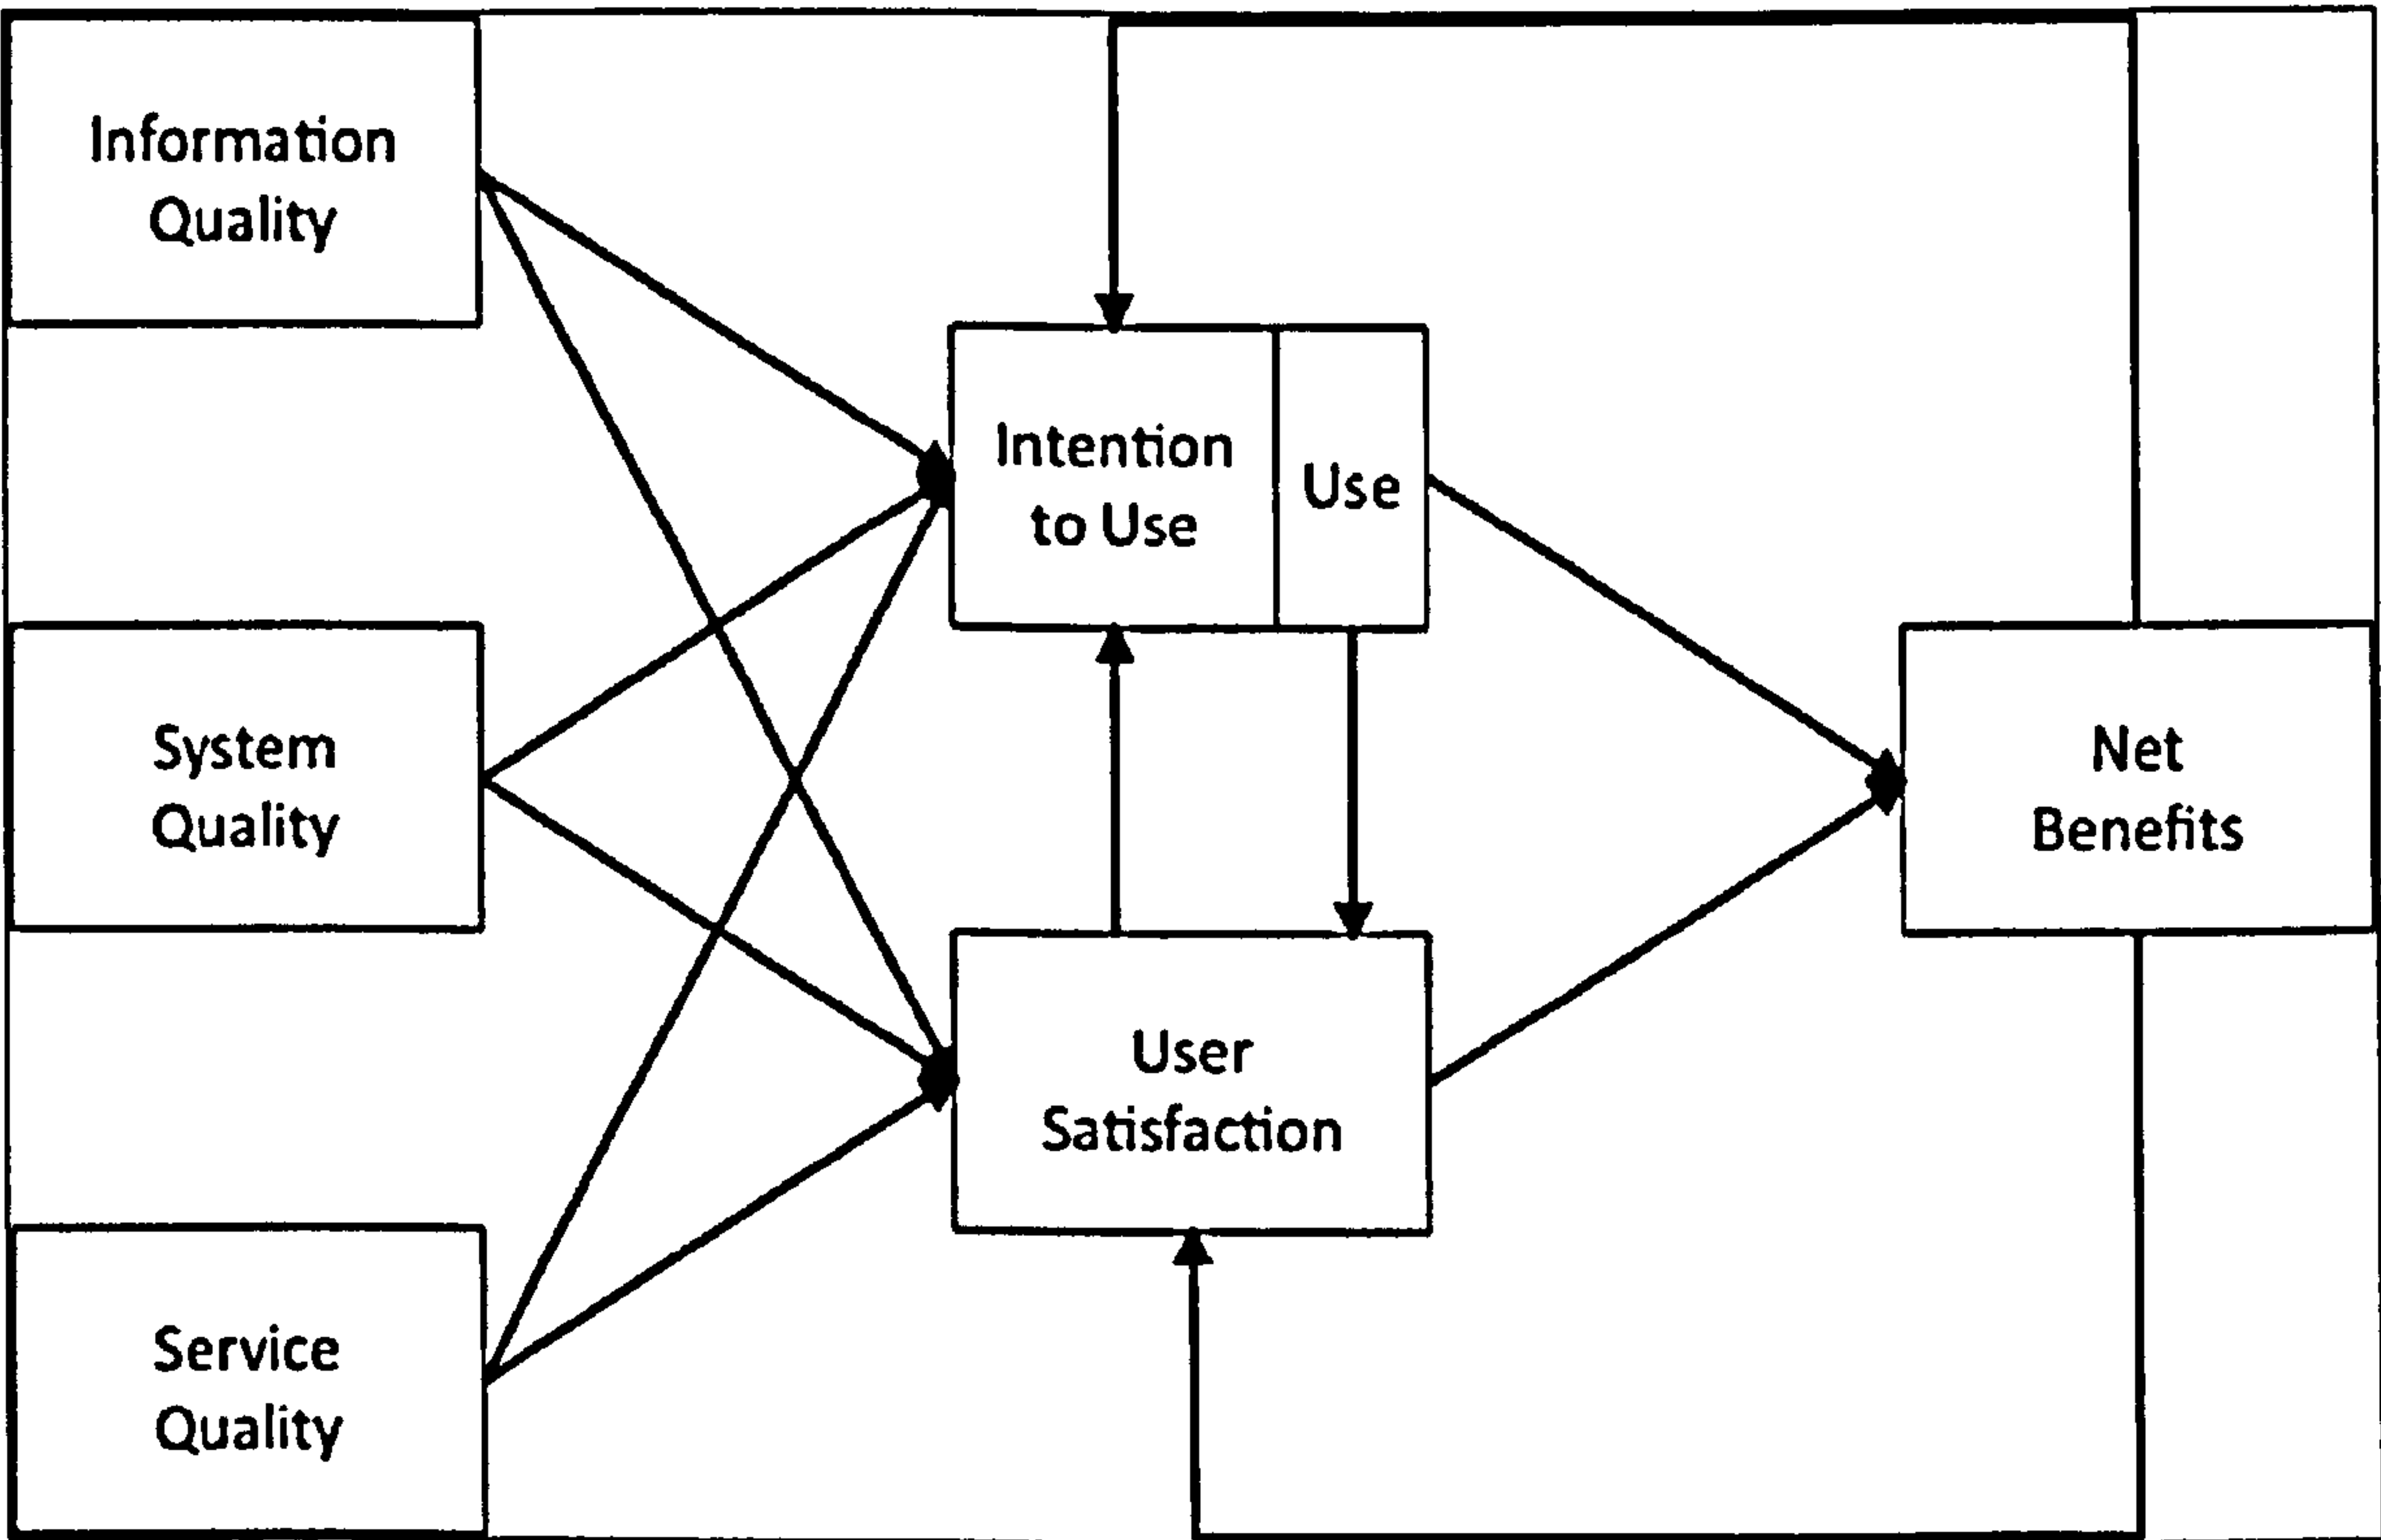 Information
Quality
Intention
to Use
Use
System
Quality
Net
Benefits
User
Satisfaction
Service
Quality